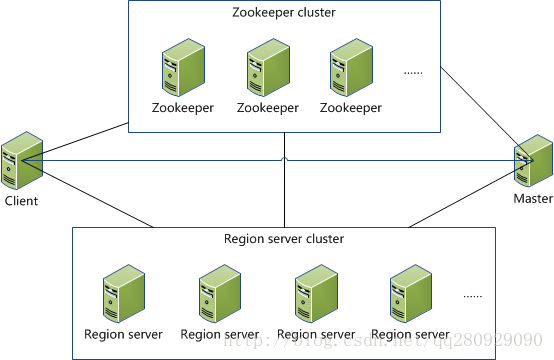 Zookeeper cluster
Zookeeper Zookeeper Zookeeper ......
Client
Master
Region server cluster
Region server Region server Region server Region server ......
http://blog.csdn.net/qq280929090